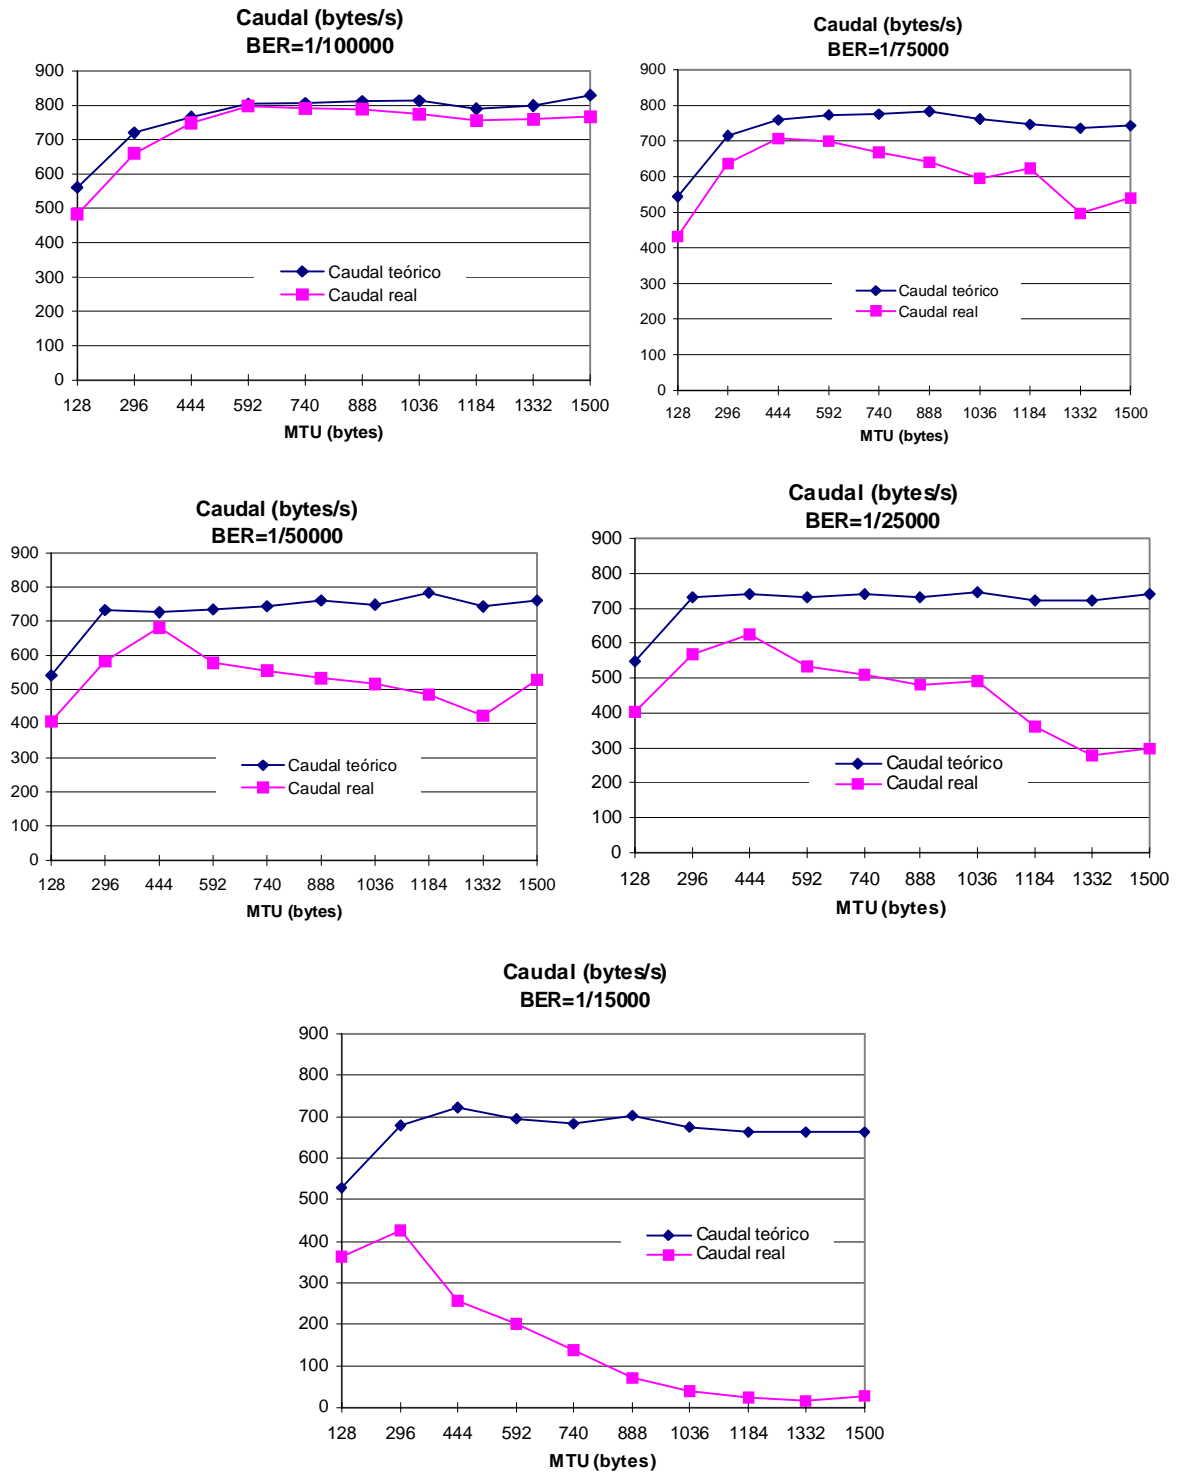 Caudal (bytes/s)
BER=1/100000
900
800
700
600
500
400
300
200
100
0
128 296 444 592 740 888 1036 1184 1332 1500
MTU (bytes)
Caudal teórico
Caudal real
Caudal (bytes/s)
BER=1/75000
900
800
700
600
500
400
300
200
100
0
128 296 444 592 740 888 1036 1184 1332 1500
MTU (bytes)
Caudal teórico
Caudal real
Caudal (bytes/s)
BER=1/50000
900
800
700
600
500
400
300
200
100
0
128 296 444 592 740 888 1036 1184 1332 1500
MTU (bytes)
Caudal teórico
Caudal real
Caudal (bytes/s)
BER=1/25000
900
800
700
600
500
400
300
200
100
0
128 296 444 592 740 888 1036 1184 1332 1500
MTU (bytes)
Caudal teórico
Caudal real
Caudal (bytes/s)
BER=1/15000
900
800
700
600
500
400
300
200
100
0
128 296 444 592 740 888 1036 1184 1332 1500
MTU (bytes)
Caudal teórico
Caudal real